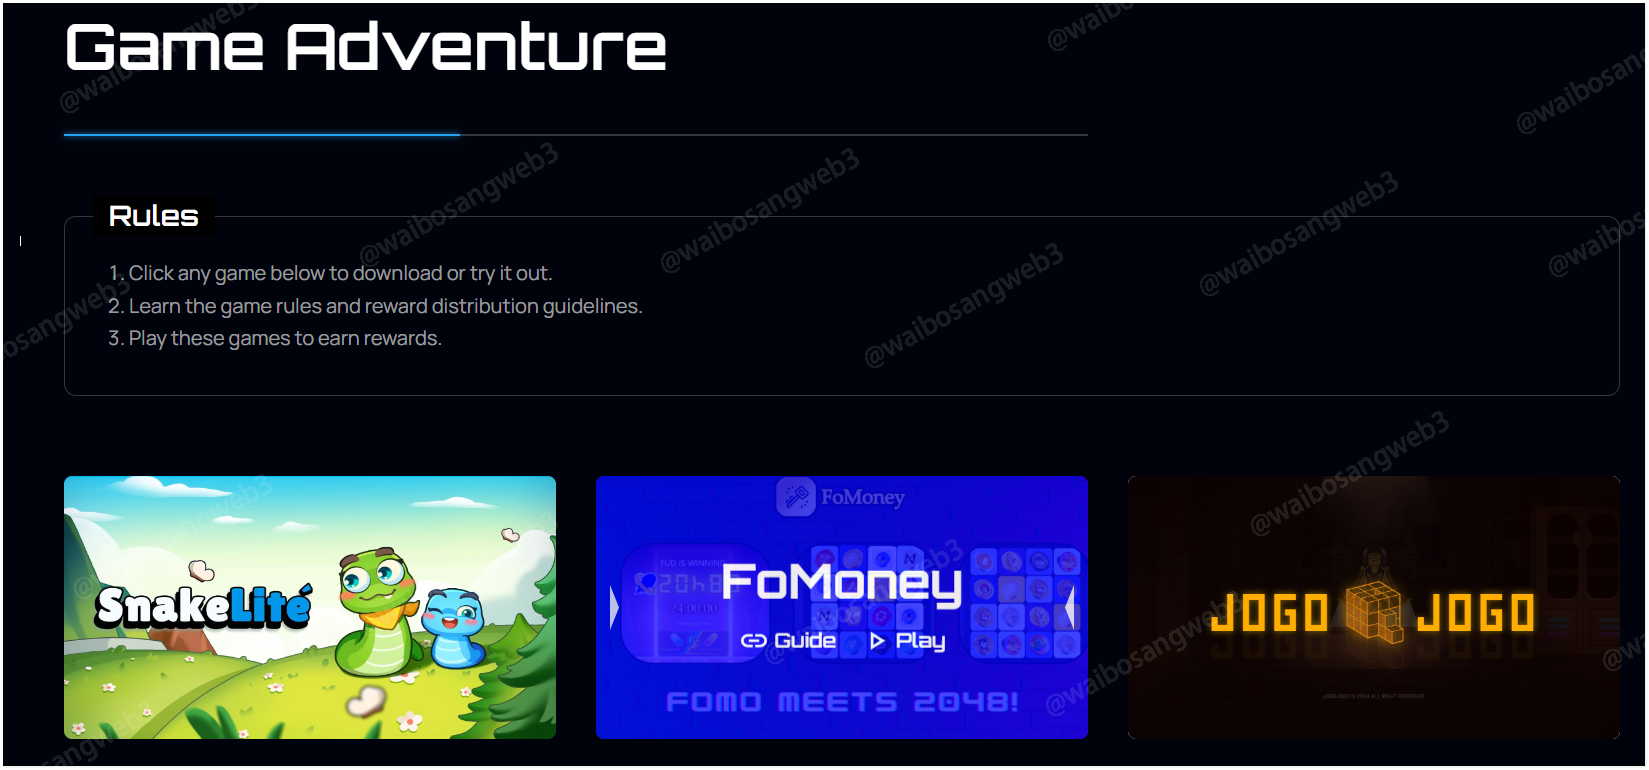 Game Adventure
Rules
1. Click any game below to download or try it out.
2. Learn the game rules and reward distribution guidelines.
3. Play these games to earn rewards.
SnakeLité
FoMoney
FUD IS WINNING
24:00:00
FoMoney
Guide Play
FOMO MEETS 2048!
JOGO JOGO
@waibosangweb3